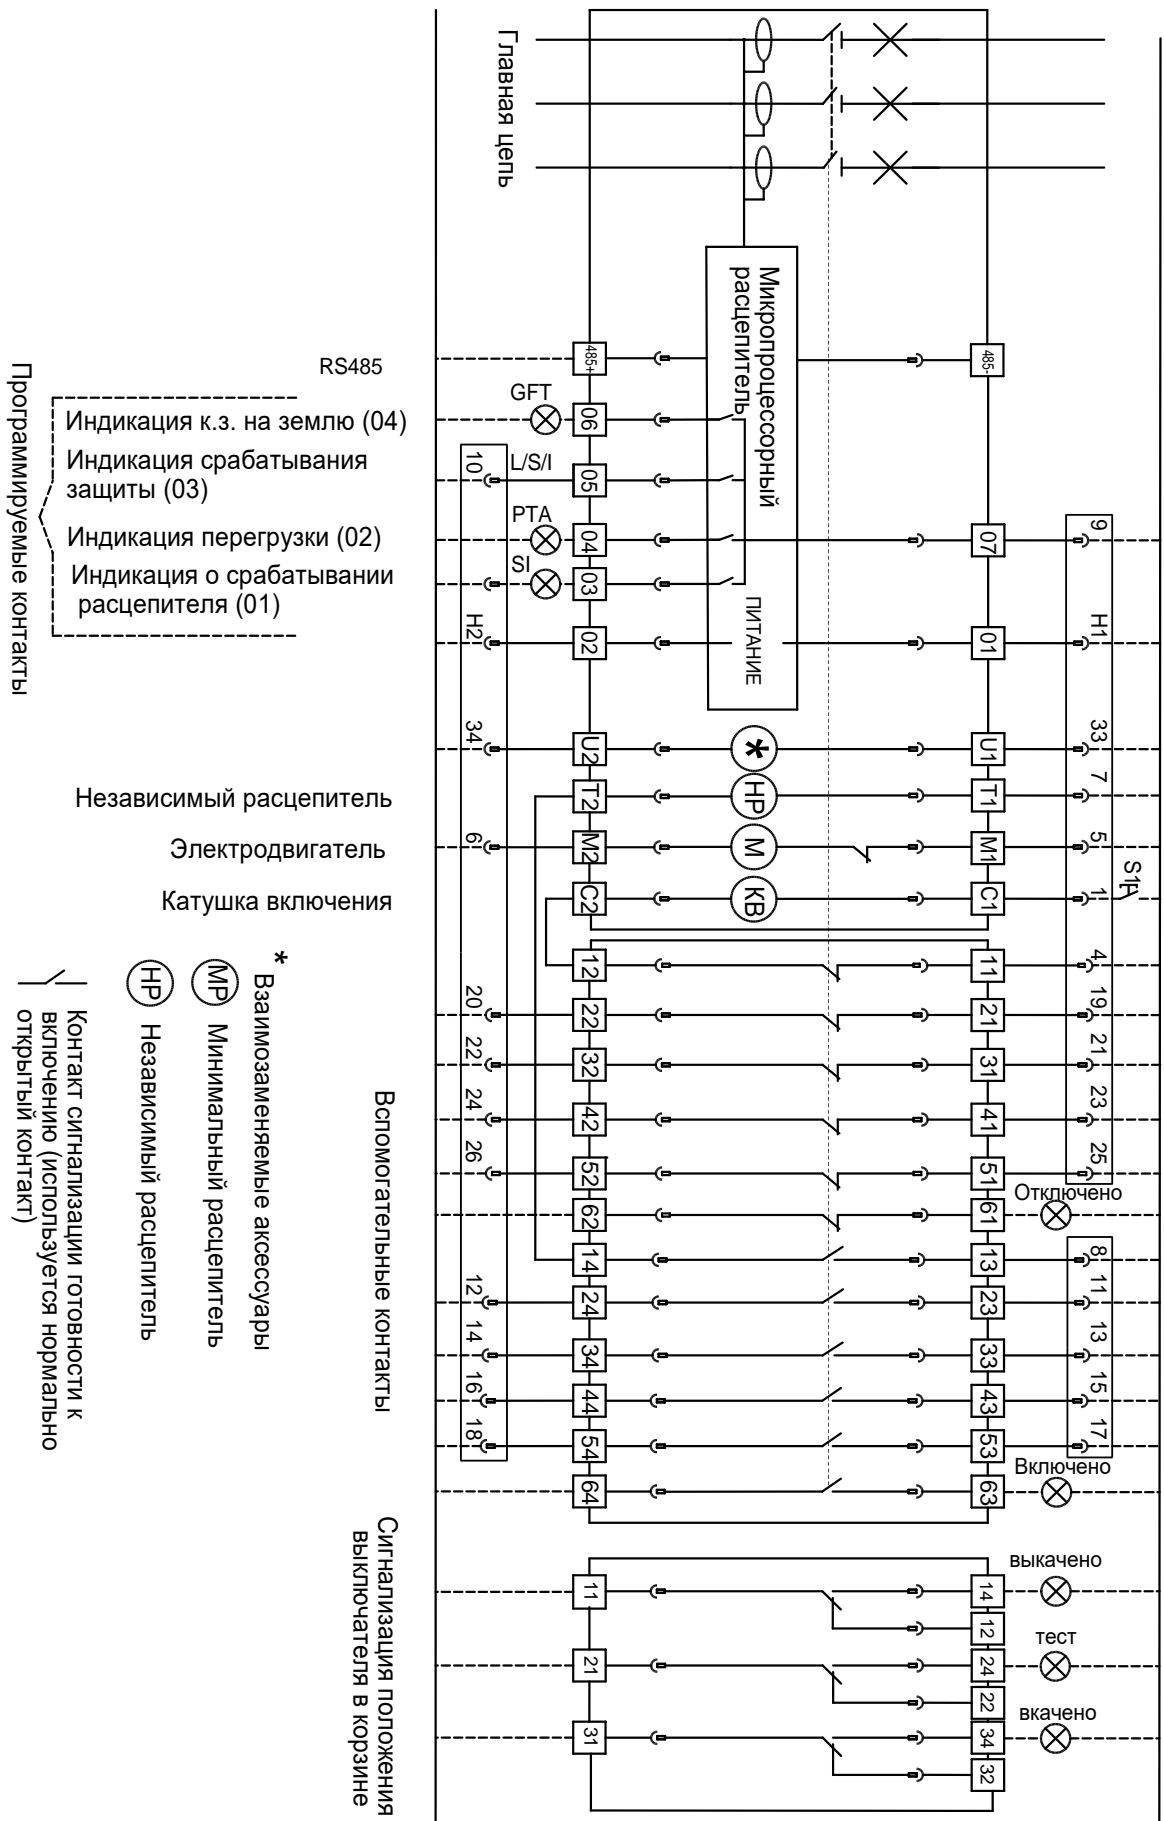 Главная цепь
Микропроцессорный
расцепитель
ПИТАНИЕ
RS485
485+
485-
Программируемые контакты
Индикация к.з. на землю (04)
Индикация срабатывания
защиты (03)
Индикация перегрузки (02)
Индикация о срабатывании
расцепителя (01)
GFT
06
10
L/S/I
05
PTA
04
07
9
SI
03
H2
02
01
H1
34
U2
*
U1
33
Независимый расцепитель
T2
НР
T1
7
Электродвигатель
6
M2
М
M1
5
Катушка включения
C2
КВ
C1
1
S1
12
11
4
20
22
21
19
22
32
31
21
24
42
41
23
26
52
51
25
62
61
Отключено
14
13
8
12
24
23
11
14
34
33
13
16
44
43
15
18
54
53
17
64
63
Включено
Вспомогательные контакты
* Взаимозаменяемые аксессуары
МР Минимальный расцепитель
НР Независимый расцепитель
Контакт сигнализации готовности к
включению (используется нормально
открытый контакт)
Сигнализация положения
выключателя в корзине
11
14
выкачено
12
21
24
тест
22
31
34
вкачено
32